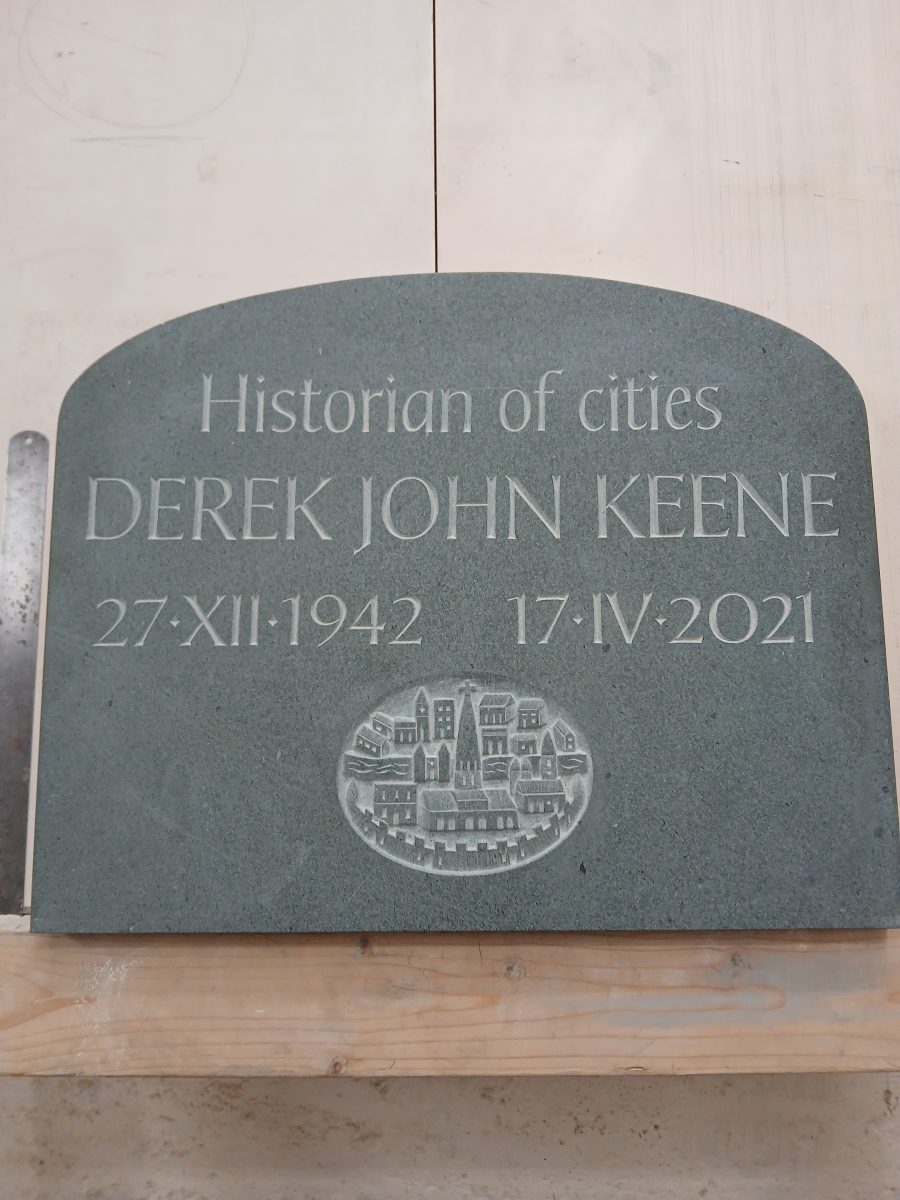 Historian of cities
DEREK JOHN KEENE
27·XII·1942 17·IV·2021